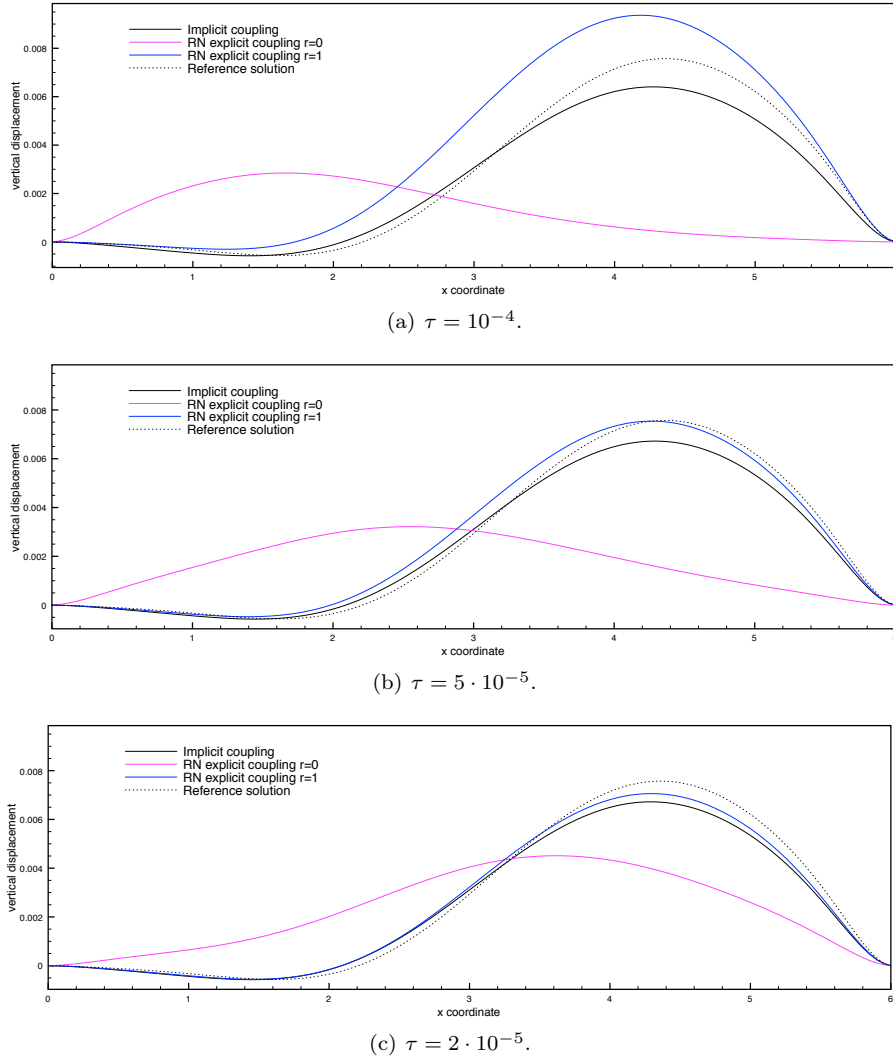 0.008
0.006
0.004
0.002
0
vertical displacement
Implicit coupling
RN explicit coupling r=0
RN explicit coupling r=1
Reference solution
0 1 2 3 4 5 6
x coordinate
(a) τ = 10⁻⁴.
0.008
0.006
0.004
0.002
0
vertical displacement
Implicit coupling
RN explicit coupling r=0
RN explicit coupling r=1
Reference solution
0 1 2 3 4 5 6
x coordinate
(b) τ = 5 · 10⁻⁵.
0.008
0.006
0.004
0.002
0
vertical displacement
Implicit coupling
RN explicit coupling r=0
RN explicit coupling r=1
Reference solution
0 1 2 3 4 5 6
x coordinate
(c) τ = 2 · 10⁻⁵.